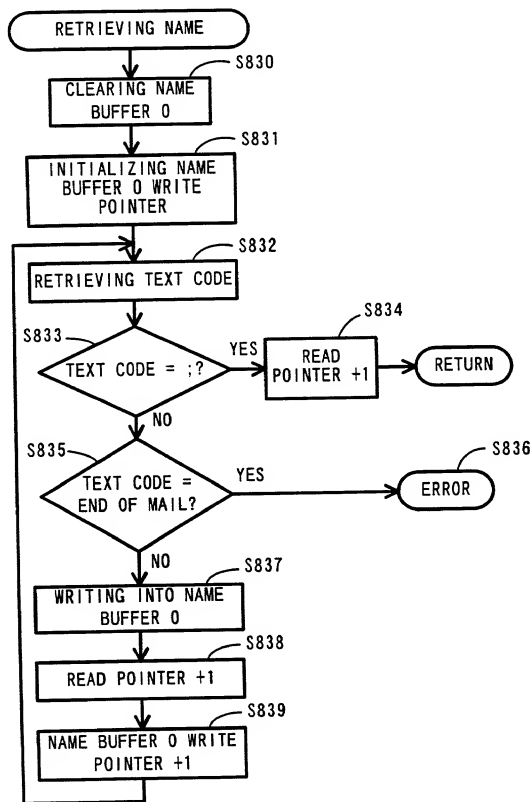 RETRIEVING NAME
S830
CLEARING NAME
BUFFER 0
S831
INITIALIZING NAME
BUFFER 0 WRITE
POINTER
S832
RETRIEVING TEXT CODE
S833
TEXT CODE = ;?
YES
S834
READ
POINTER +1
RETURN
NO
S835
TEXT CODE =
END OF MAIL?
YES
S836
ERROR
NO
S837
WRITING INTO NAME
BUFFER 0
S838
READ POINTER +1
S839
NAME BUFFER 0 WRITE
POINTER +1